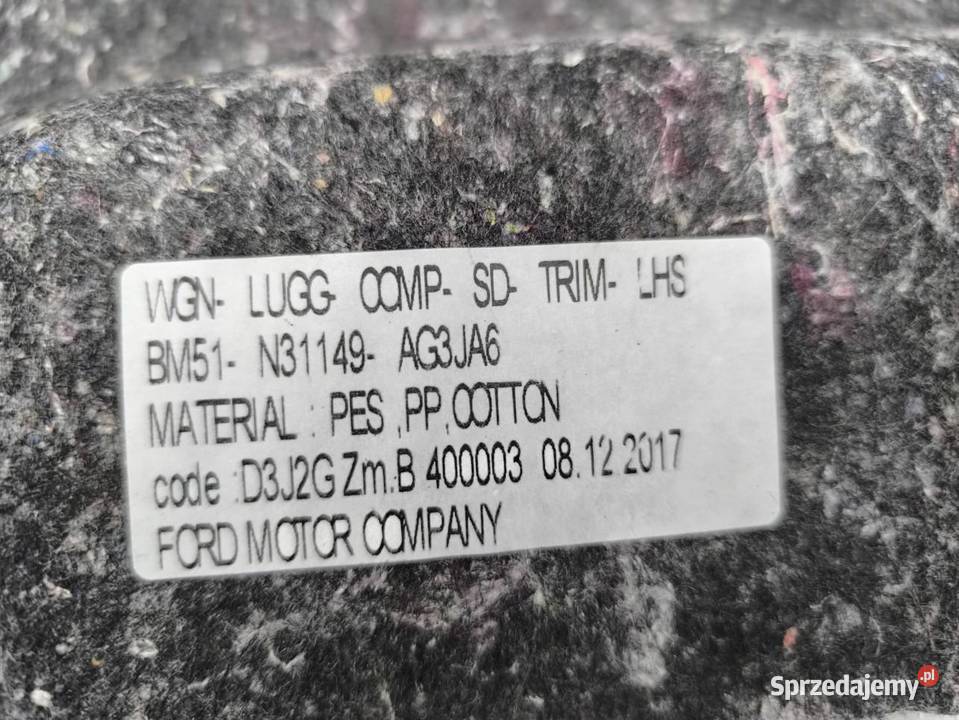 WGN- LUGG- COMP- SD- TRIM- LHS
BM51- N31149- AG3JA6
MATERIAL : PES ,PP,COTTON
code :D3J2G Zm.:B 400003 08.12.2017
FORD MOTOR COMPANY
Sprzedajemy.pl